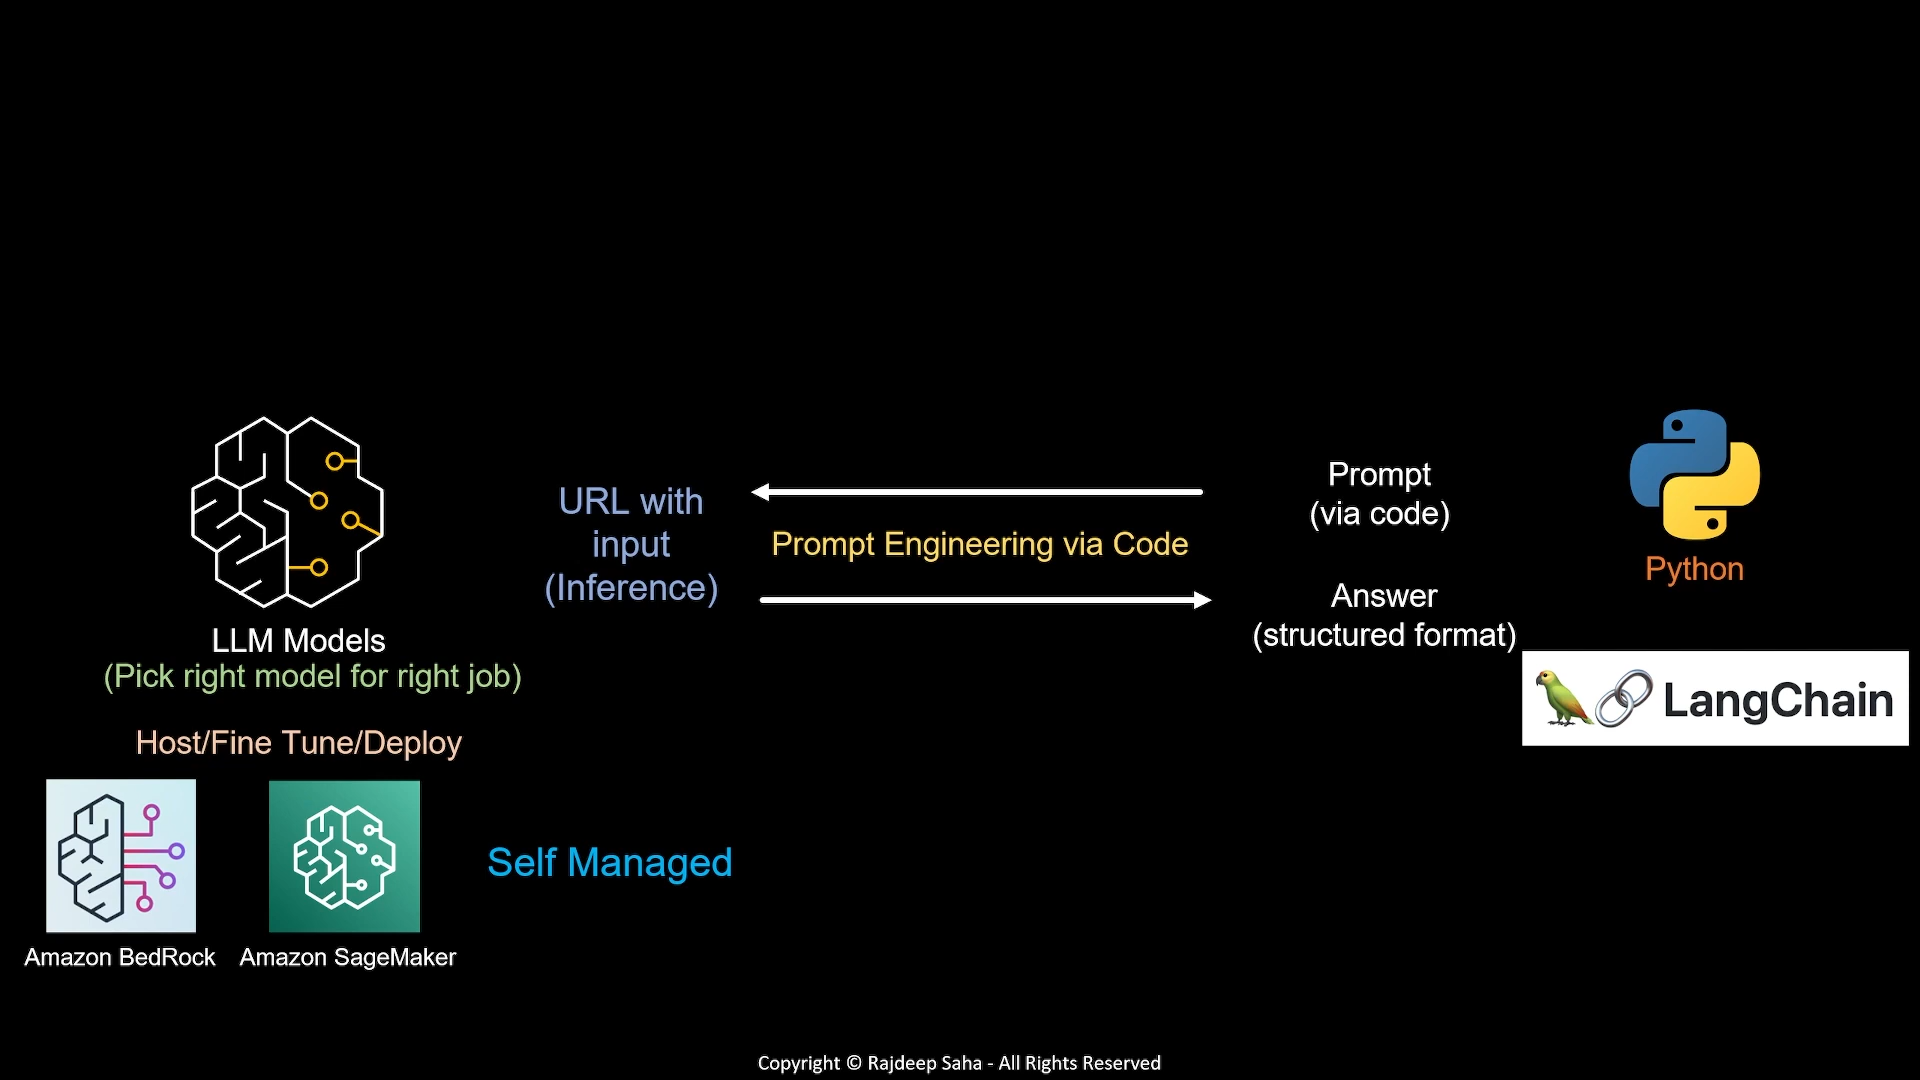 URL with
input
(Inference)
Prompt Engineering via Code
Prompt
(via code)
Answer
(structured format)
Python
LangChain
LLM Models
(Pick right model for right job)
Host/Fine Tune/Deploy
Self Managed
Amazon BedRock
Amazon SageMaker
Copyright © Rajdeep Saha - All Rights Reserved